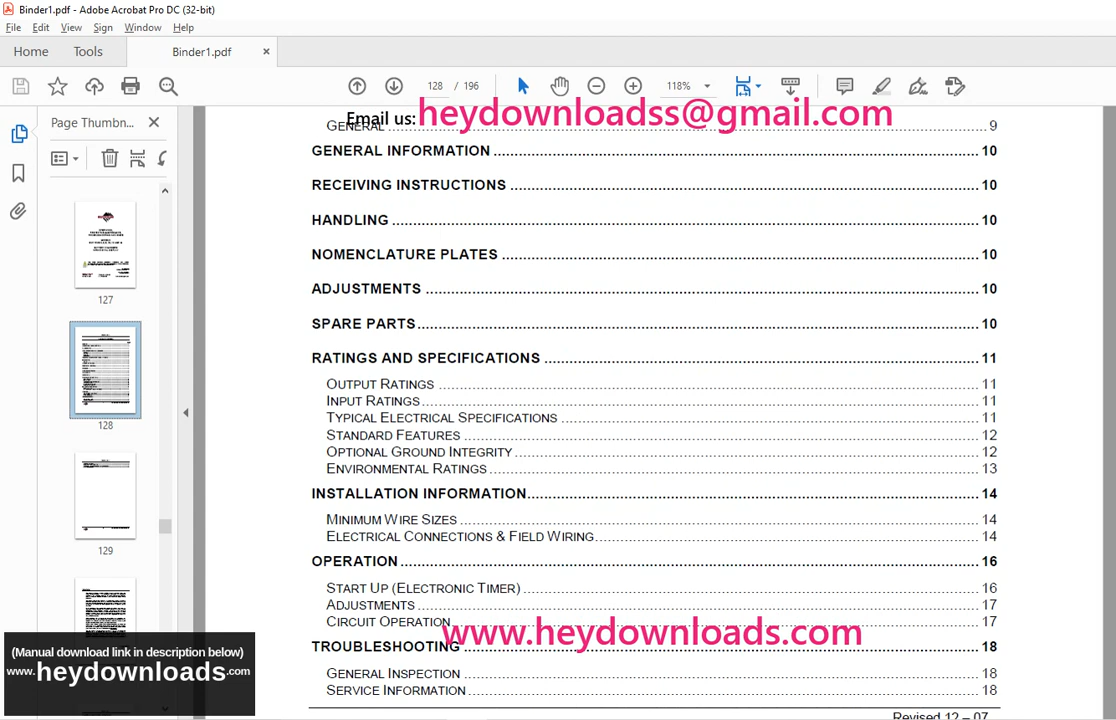 Binder1.pdf - Adobe Acrobat Pro DC (32-bit)
File Edit View Sign Window Help
Home Tools Binder1.pdf ×
128 / 196 118%
Email us: heydownloadss@gmail.com
Page Thumbn...
127
128
129
GENERAL 9
GENERAL INFORMATION 10
RECEIVING INSTRUCTIONS 10
HANDLING 10
NOMENCLATURE PLATES 10
ADJUSTMENTS 10
SPARE PARTS 10
RATINGS AND SPECIFICATIONS 11
OUTPUT RATINGS 11
INPUT RATINGS 11
TYPICAL ELECTRICAL SPECIFICATIONS 11
STANDARD FEATURES 12
OPTIONAL GROUND INTEGRITY 12
ENVIRONMENTAL RATINGS 13
INSTALLATION INFORMATION 14
MINIMUM WIRE SIZES 14
ELECTRICAL CONNECTIONS & FIELD WIRING 14
OPERATION 16
START UP (ELECTRONIC TIMER) 16
ADJUSTMENTS 17
CIRCUIT OPERATION 17
www.heydownloads.com
TROUBLESHOOTING 18
GENERAL INSPECTION 18
SERVICE INFORMATION 18
Revised 12 – 07
(Manual download link in description below)
www.heydownloads.com